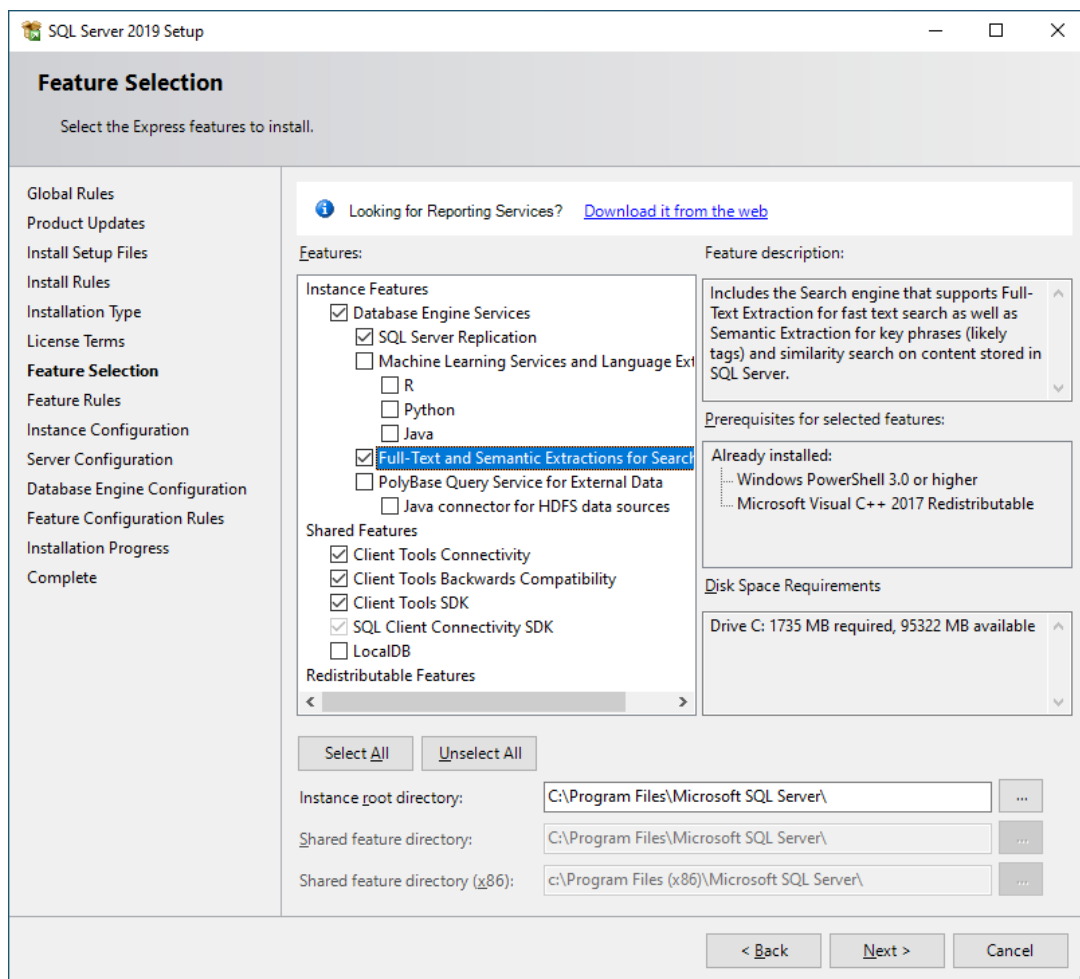 SQL Server 2019 Setup
Feature Selection
Select the Express features to install.
Global Rules
Product Updates
Install Setup Files
Install Rules
Installation Type
License Terms
Feature Selection
Feature Rules
Instance Configuration
Server Configuration
Database Engine Configuration
Feature Configuration Rules
Installation Progress
Complete
Looking for Reporting Services? Download it from the web
Features:
Instance Features
Database Engine Services
SQL Server Replication
Machine Learning Services and Language Ext
R
Python
Java
Full-Text and Semantic Extractions for Search
PolyBase Query Service for External Data
Java connector for HDFS data sources
Shared Features
Client Tools Connectivity
Client Tools Backwards Compatibility
Client Tools SDK
SQL Client Connectivity SDK
LocalDB
Redistributable Features
Feature description:
Includes the Search engine that supports Full-
Text Extraction for fast text search as well as
Semantic Extraction for key phrases (likely
tags) and similarity search on content stored in
SQL Server.
Prerequisites for selected features:
Already installed:
Windows PowerShell 3.0 or higher
Microsoft Visual C++ 2017 Redistributable
Disk Space Requirements
Drive C: 1735 MB required, 95322 MB available
Select All
Unselect All
Instance root directory:
C:\Program Files\Microsoft SQL Server\
...
Shared feature directory:
C:\Program Files\Microsoft SQL Server\
...
Shared feature directory (x86):
c:\Program Files (x86)\Microsoft SQL Server\
...
< Back
Next >
Cancel